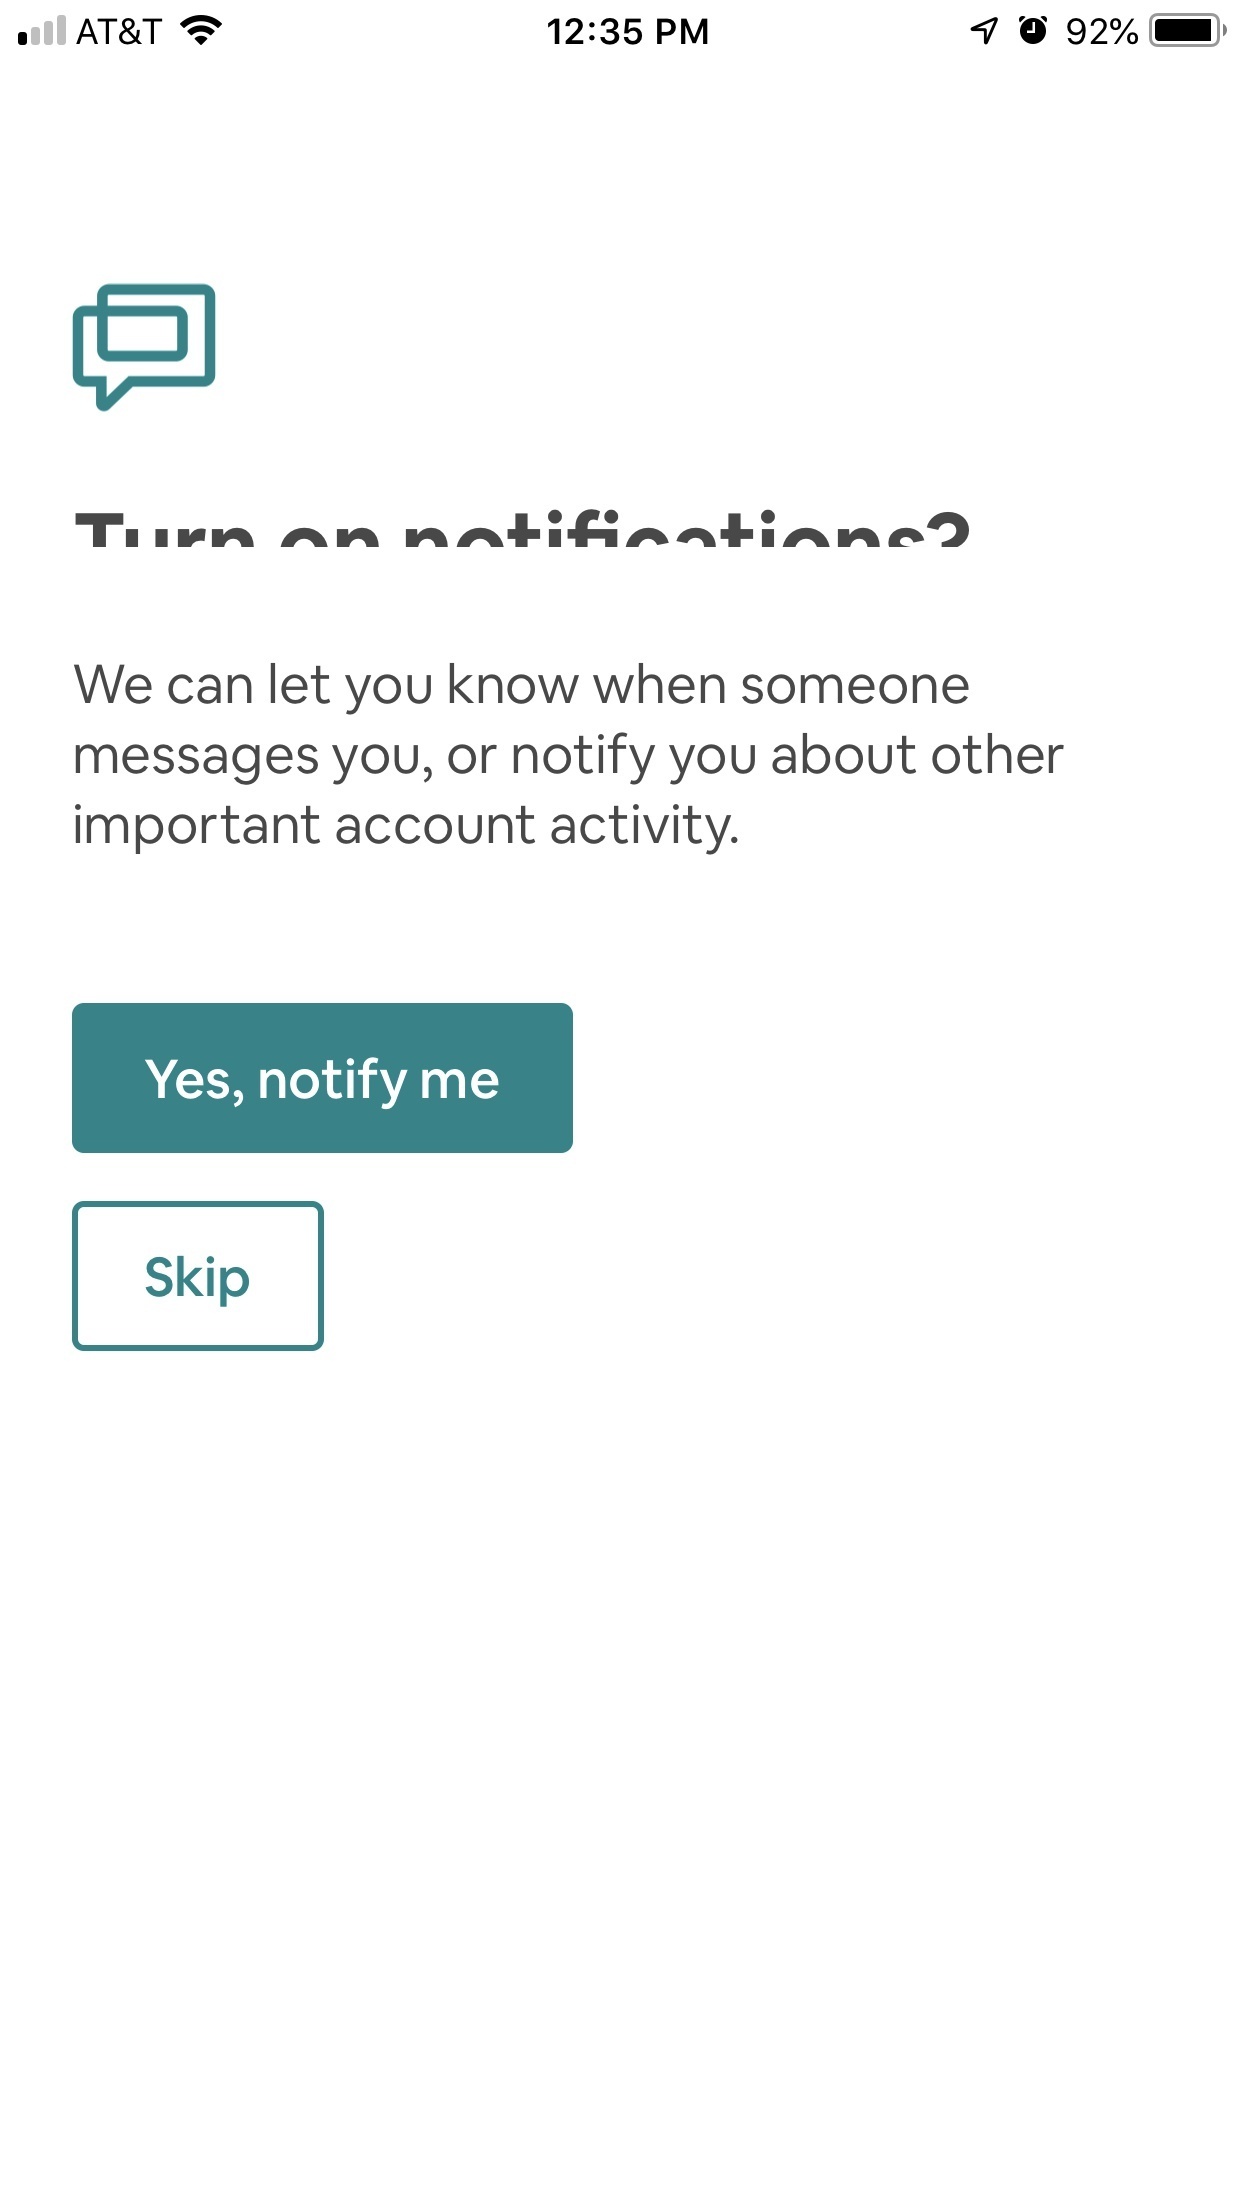 AT&T 12:35 PM 92%
Turn on notifications?
We can let you know when someone
messages you, or notify you about other
important account activity.
Yes, notify me
Skip